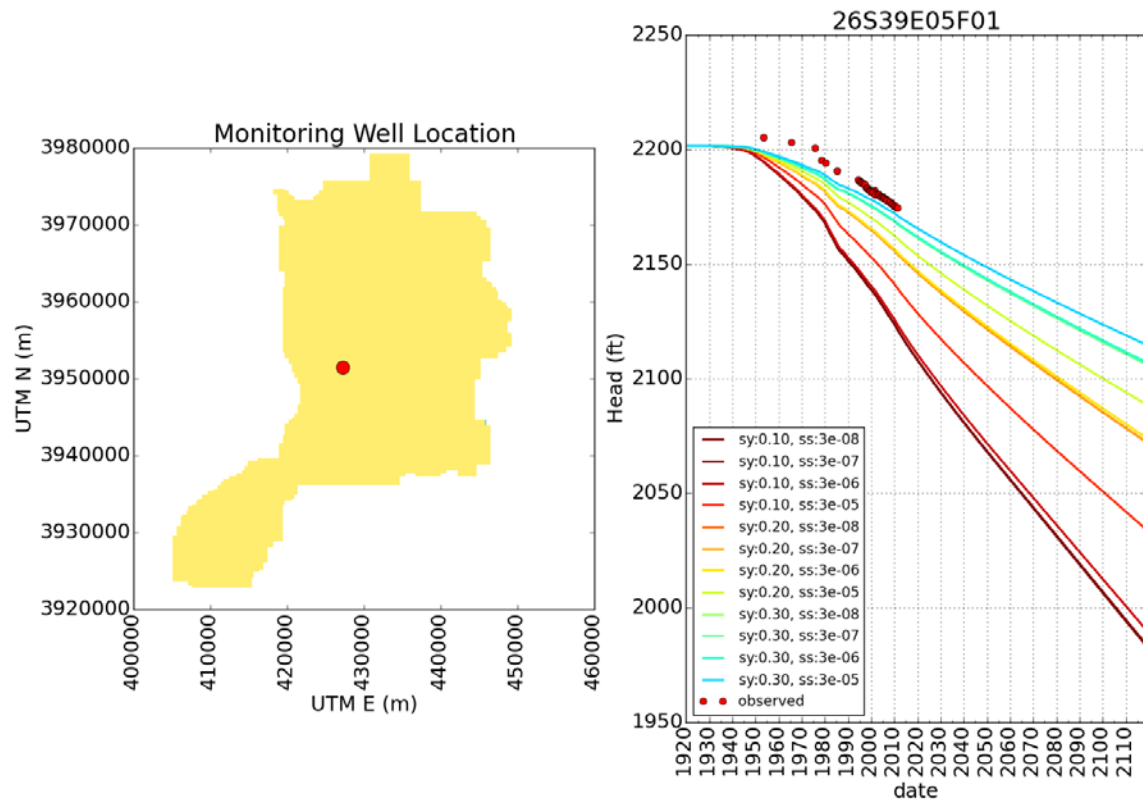 Monitoring Well Location
UTM N (m)
3980000
3970000
3960000
3950000
3940000
3930000
3920000
400000
410000
420000
430000
440000
450000
460000
UTM E (m)
26S39E05F01
Head (ft)
2250
2200
2150
2100
2050
2000
1950
sy:0.10, ss:3e-08
sy:0.10, ss:3e-07
sy:0.10, ss:3e-06
sy:0.10, ss:3e-05
sy:0.20, ss:3e-08
sy:0.20, ss:3e-07
sy:0.20, ss:3e-06
sy:0.20, ss:3e-05
sy:0.30, ss:3e-08
sy:0.30, ss:3e-07
sy:0.30, ss:3e-06
sy:0.30, ss:3e-05
observed
1920
1930
1940
1950
1960
1970
1980
1990
2000
2010
2020
2030
2040
2050
2060
2070
2080
2090
2100
2110
date